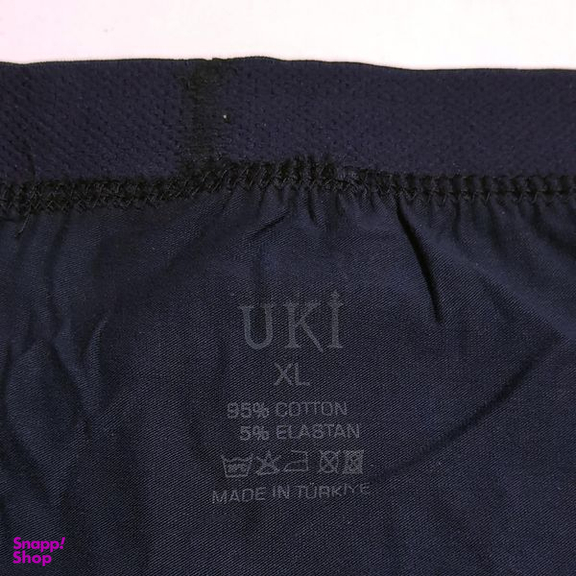 UKİ
XL
95% COTTON
5% ELASTAN
MADE IN TÜRKİYE
Snapp!
Shop